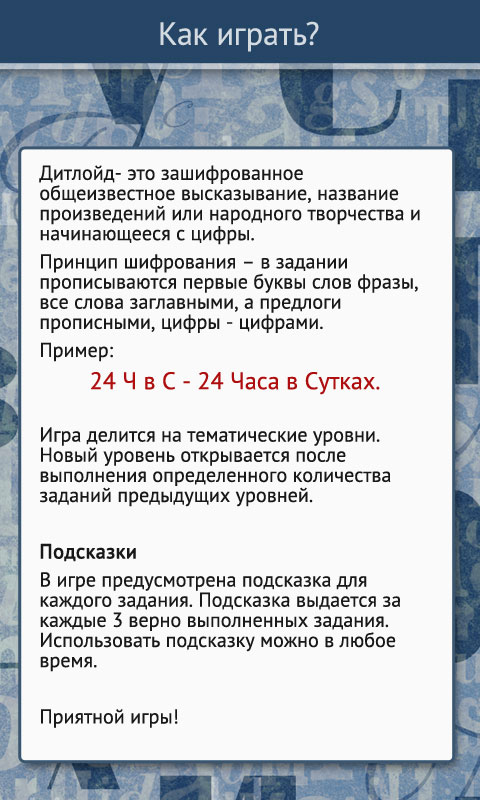 Как играть?
Дитлойд- это зашифрованное
общеизвестное высказывание, название
произведений или народного творчества и
начинающееся с цифры.
Принцип шифрования – в задании
прописываются первые буквы слов фразы,
все слова заглавными, а предлоги
прописными, цифры - цифрами.
Пример:
24 Ч в С - 24 Часа в Сутках.
Игра делится на тематические уровни.
Новый уровень открывается после
выполнения определенного количества
заданий предыдущих уровней.
Подсказки
В игре предусмотрена подсказка для
каждого задания. Подсказка выдается за
каждые 3 верно выполненных задания.
Использовать подсказку можно в любое
время.
Приятной игры!